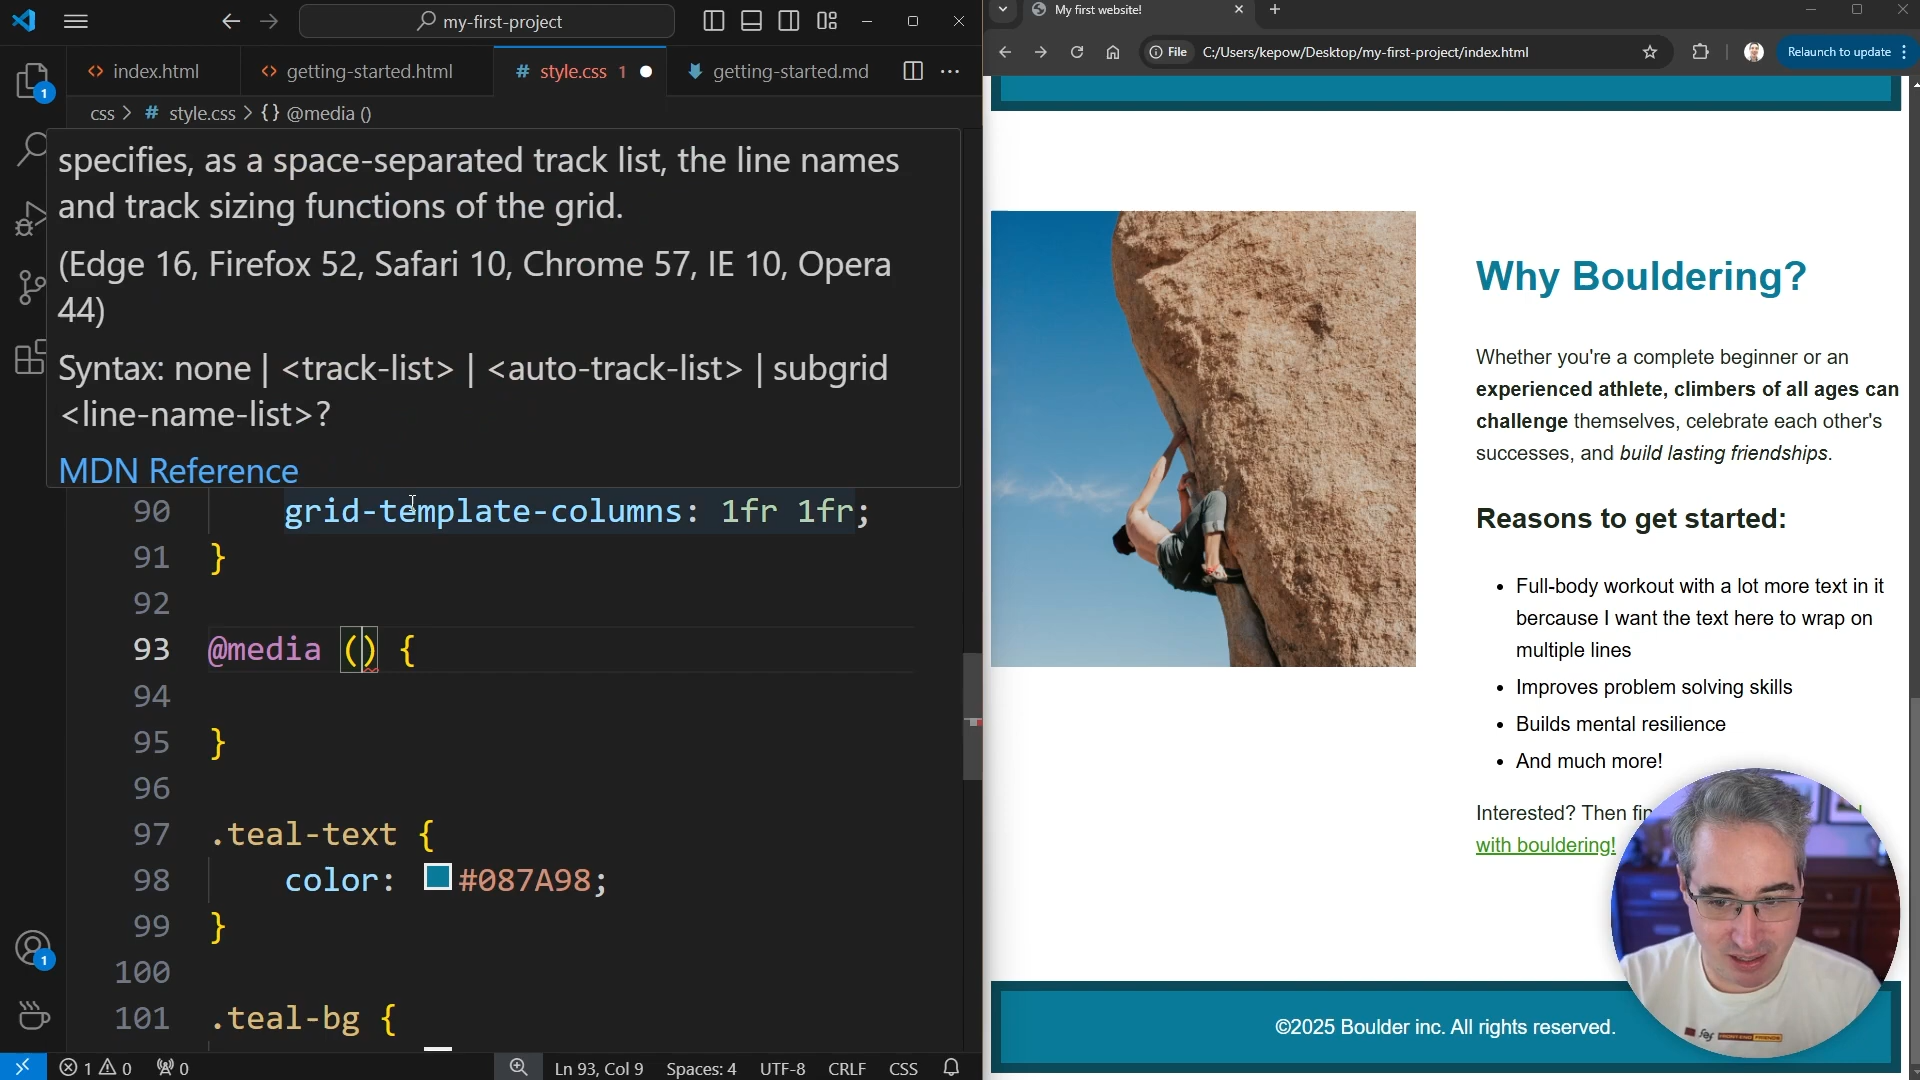 my-first-project
index.html
getting-started.html
# style.css 1
getting-started.md
css > # style.css > {} @media ()
specifies, as a space-separated track list, the line names
and track sizing functions of the grid.
(Edge 16, Firefox 52, Safari 10, Chrome 57, IE 10, Opera
44)
Syntax: none | <track-list> | <auto-track-list> | subgrid
<line-name-list>?
MDN Reference
90 grid-template-columns: 1fr 1fr;
91 }
92
93 @media () {
94
95 }
96
97 .teal-text {
98 color: #087A98;
99 }
100
101 .teal-bg {
1
1
1 0
0
Ln 93, Col 9
Spaces: 4
UTF-8
CRLF
CSS
My first website!
File
C:/Users/kepow/Desktop/my-first-project/index.html
Relaunch to update
Why Bouldering?
Whether you're a complete beginner or an
experienced athlete, climbers of all ages can
challenge themselves, celebrate each other's
successes, and build lasting friendships.
Reasons to get started:
• Full-body workout with a lot more text in it
bercause I want the text here to wrap on
multiple lines
• Improves problem solving skills
• Builds mental resilience
• And much more!
Interested? Then
with bouldering!
©2025 Boulder inc. All rights reserved.
FRONT-END FRIENDS